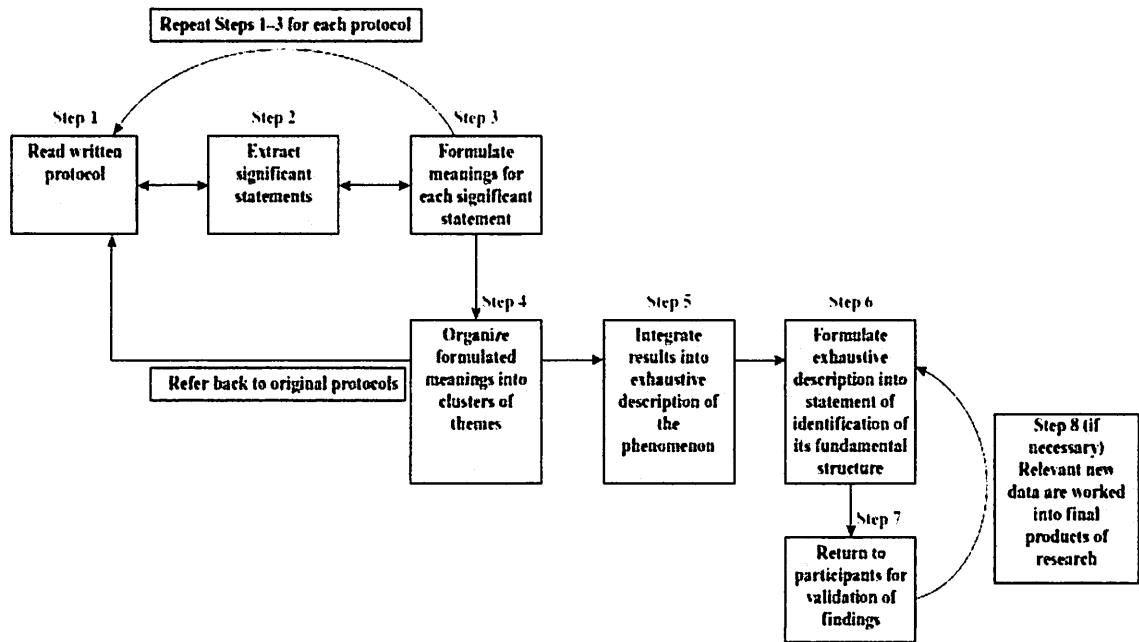 Repeat Steps 1–3 for each protocol
Step 1
Read written
protocol
Step 2
Extract
significant
statements
Step 3
Formulate
meanings for
each significant
statement
Step 4
Organize
formulated
meanings into
clusters of
themes
Refer back to original protocols
Step 5
Integrate
results into
exhaustive
description of
the
phenomenon
Step 6
Formulate
exhaustive
description into
statement of
identification of
its fundamental
structure
Step 7
Return to
participants for
validation of
findings
Step 8 (if
necessary)
Relevant new
data are worked
into final
products of
research